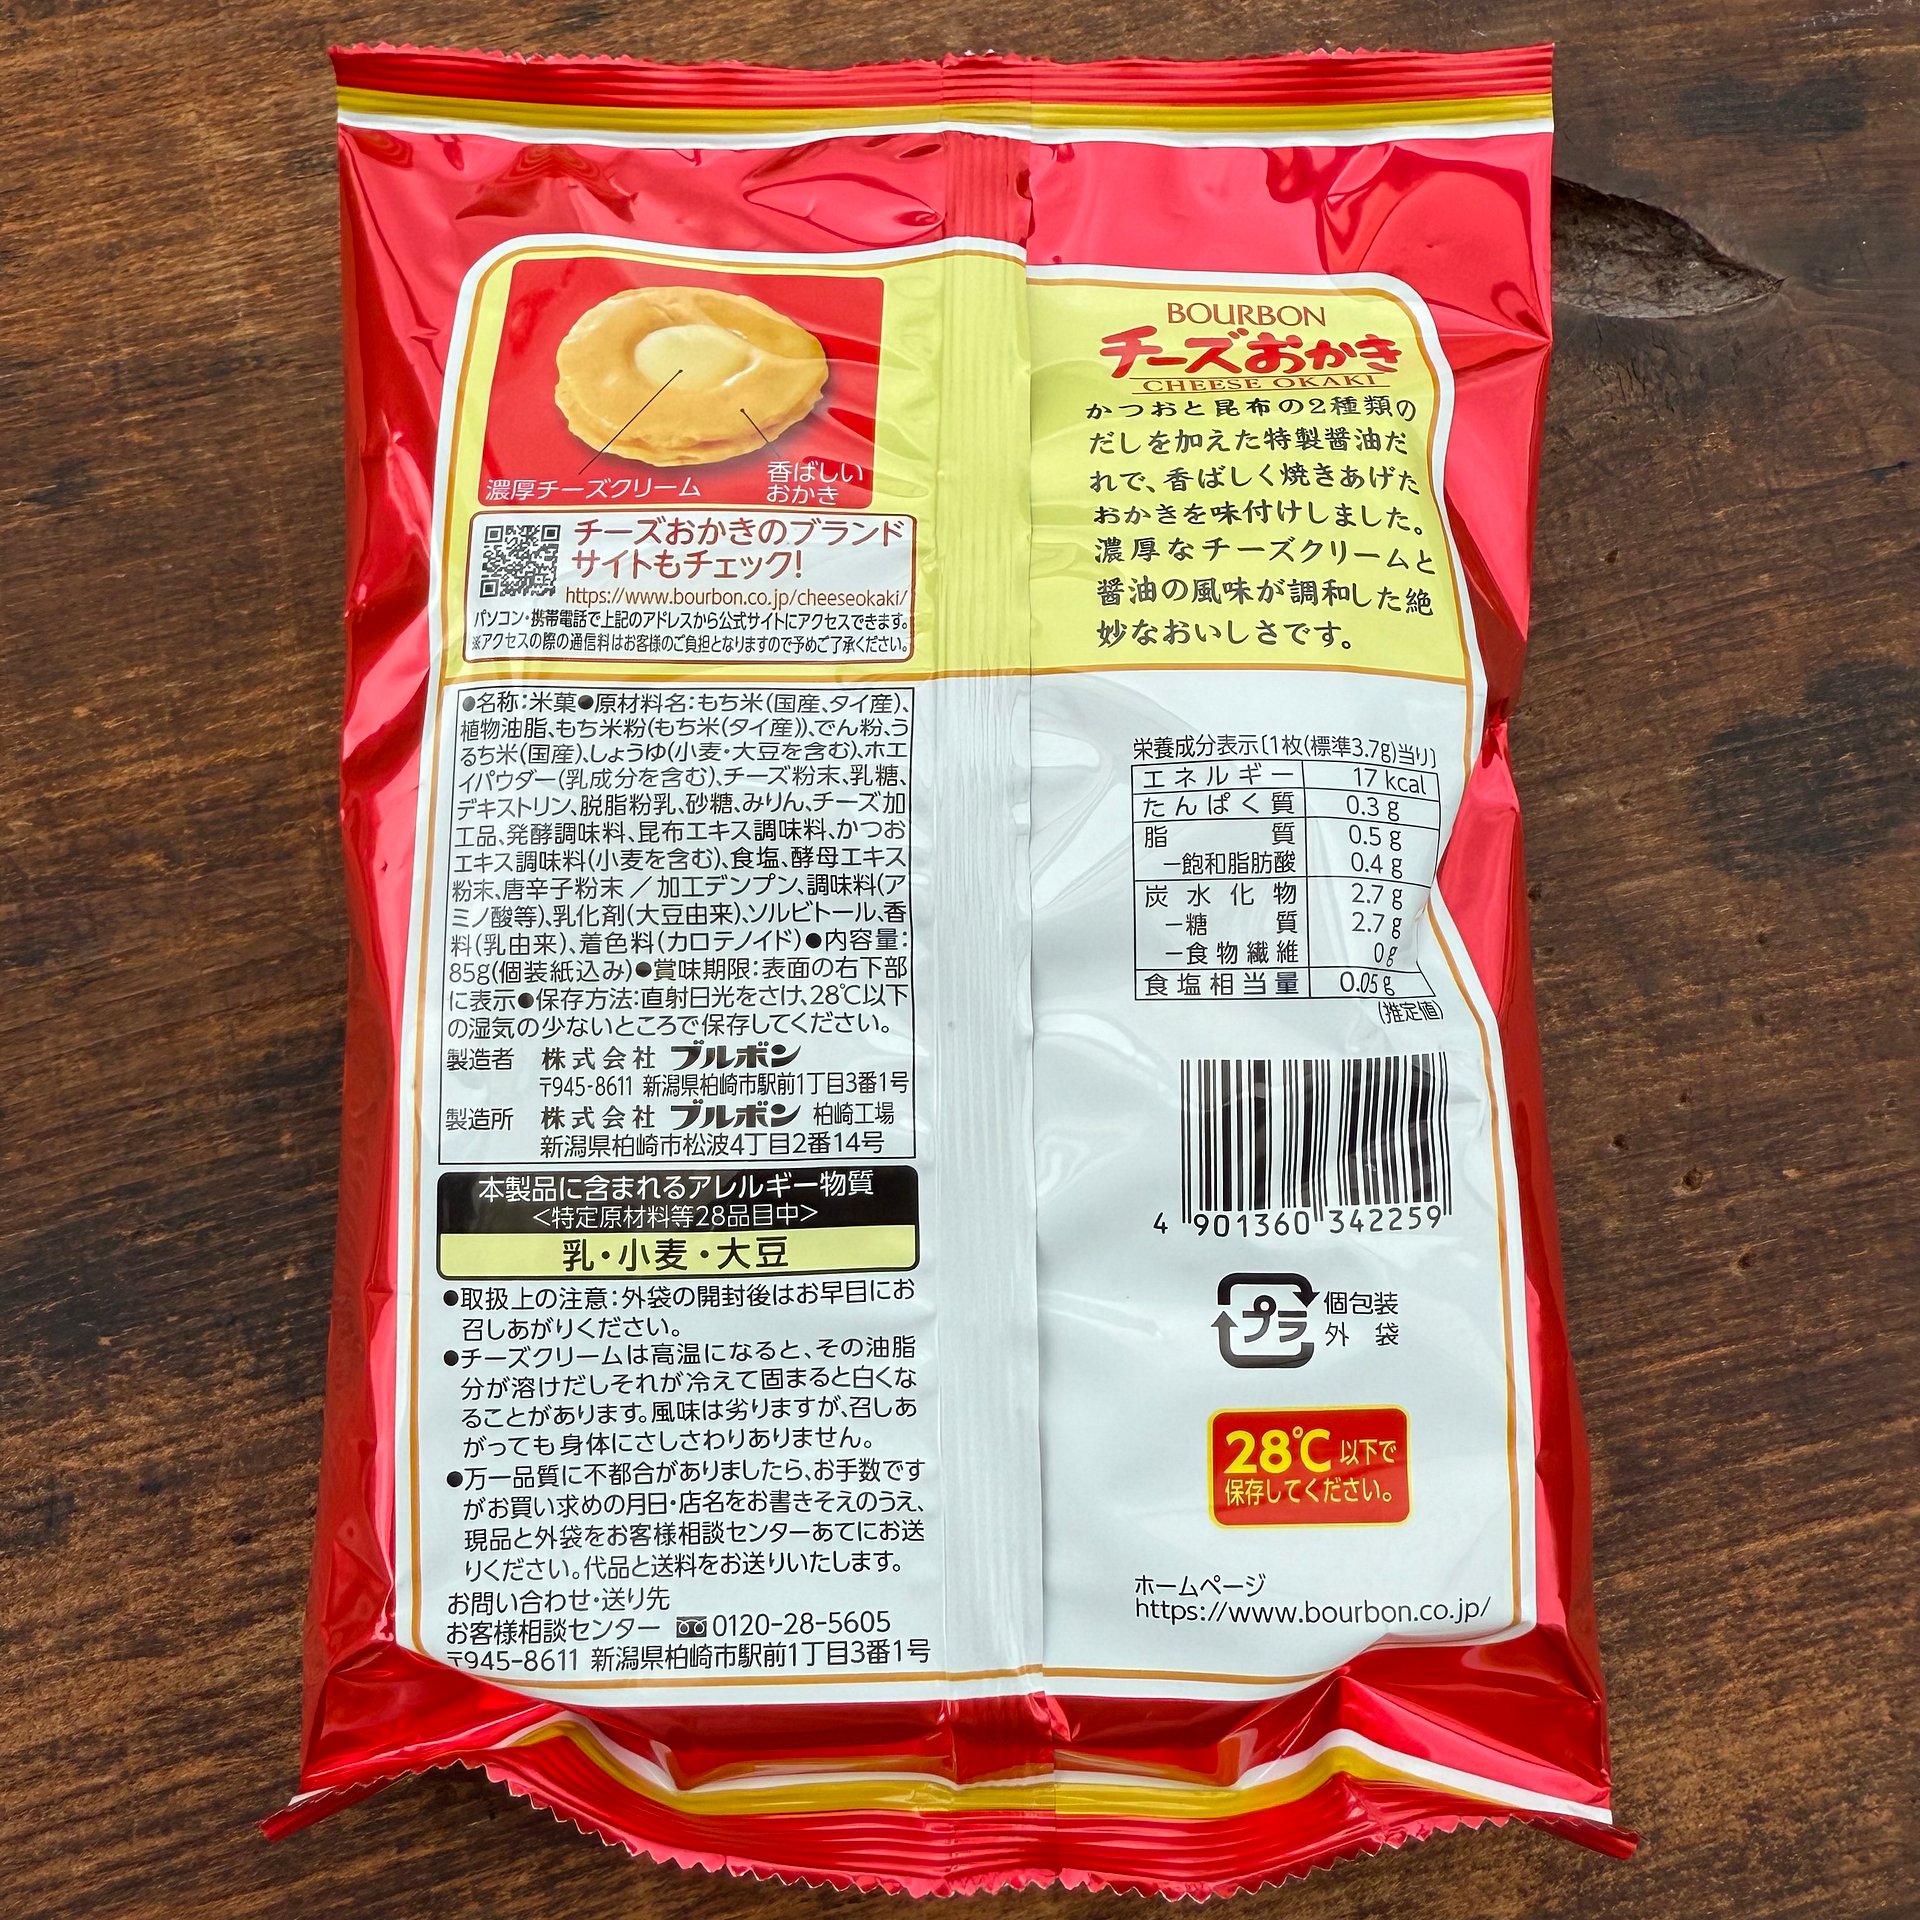 濃厚チーズクリーム
香ばしい
おかき
チーズおかきのブランド
サイトもチェック!
https://www.bourbon.co.jp/cheeseokaki/
パソコン・携帯電話で上記のアドレスから公式サイトにアクセスできます。
※アクセスの際の通信料はお客様のご負担となりますので予めご了承ください。
●名称:米菓●原材料名:もち米(国産、タイ産)、
植物油脂、もち米粉(もち米(タイ産))、でん粉、う
るち米(国産)、しょうゆ(小麦・大豆を含む)、ホエ
イパウダー(乳成分を含む)、チーズ粉末、乳糖、
デキストリン、脱脂粉乳、砂糖、みりん、チーズ加
工品、発酵調味料、昆布エキス調味料、かつお
エキス調味料(小麦を含む)、食塩、酵母エキス
粉末、唐辛子粉末/加工デンプン、調味料(ア
ミノ酸等)、乳化剤(大豆由来)、ソルビトール、香
料(乳由来)、着色料(カロテノイド)●内容量:
85g(個装紙込み)●賞味期限:表面の右下部
に表示●保存方法:直射日光をさけ、28℃以下
の湿気の少ないところで保存してください。
製造者 株式会社 ブルボン
〒945-8611 新潟県柏崎市駅前1丁目3番1号
製造所 株式会社 ブルボン 柏崎工場
新潟県柏崎市松波4丁目2番14号
本製品に含まれるアレルギー物質
<特定原材料等28品目中>
乳・小麦・大豆
●取扱上の注意:外袋の開封後はお早目にお
召しあがりください。
●チーズクリームは高温になると、その油脂
分が溶けだしそれが冷えて固まると白くな
ることがあります。風味は劣りますが、召しあ
がっても身体にさしさわりありません。
●万一品質に不都合がありましたら、お手数です
がお買い求めの月日・店名をお書きそえのうえ、
現品と外袋をお客様相談センターあてにお送
りください。代品と送料をお送りいたします。
お問い合わせ・送り先
お客様相談センター 0120-28-5605
〒945-8611 新潟県柏崎市駅前1丁目3番1号
BOURBON
チーズおかき
CHEESE OKAKI
かつおと昆布の2種類の
だしを加えた特製醤油だ
れで、香ばしく焼きあげた
おかきを味付けしました。
濃厚なチーズクリームと
醤油の風味が調和した絶
妙なおいしさです。
栄養成分表示〔1枚(標準3.7g)当り〕
エネルギー 17 kcal
たんぱく質 0.3 g
脂質 0.5 g
−飽和脂肪酸 0.4 g
炭水化物 2.7 g
−糖質 2.7 g
−食物繊維 0g
食塩相当量 0.05 g
(推定値)
4 901360 342259
プラ 個包装
外袋
28℃ 以下で
保存してください。
ホームページ
https://www.bourbon.co.jp/